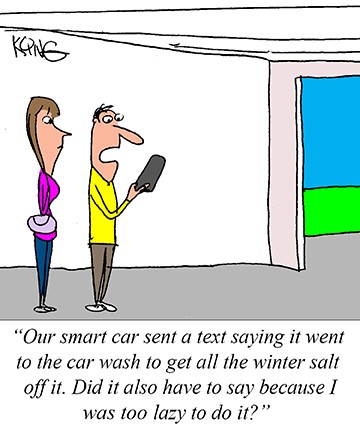 KING
"Our smart car sent a text saying it went
to the car wash to get all the winter salt
off it. Did it also have to say because I
was too lazy to do it?"